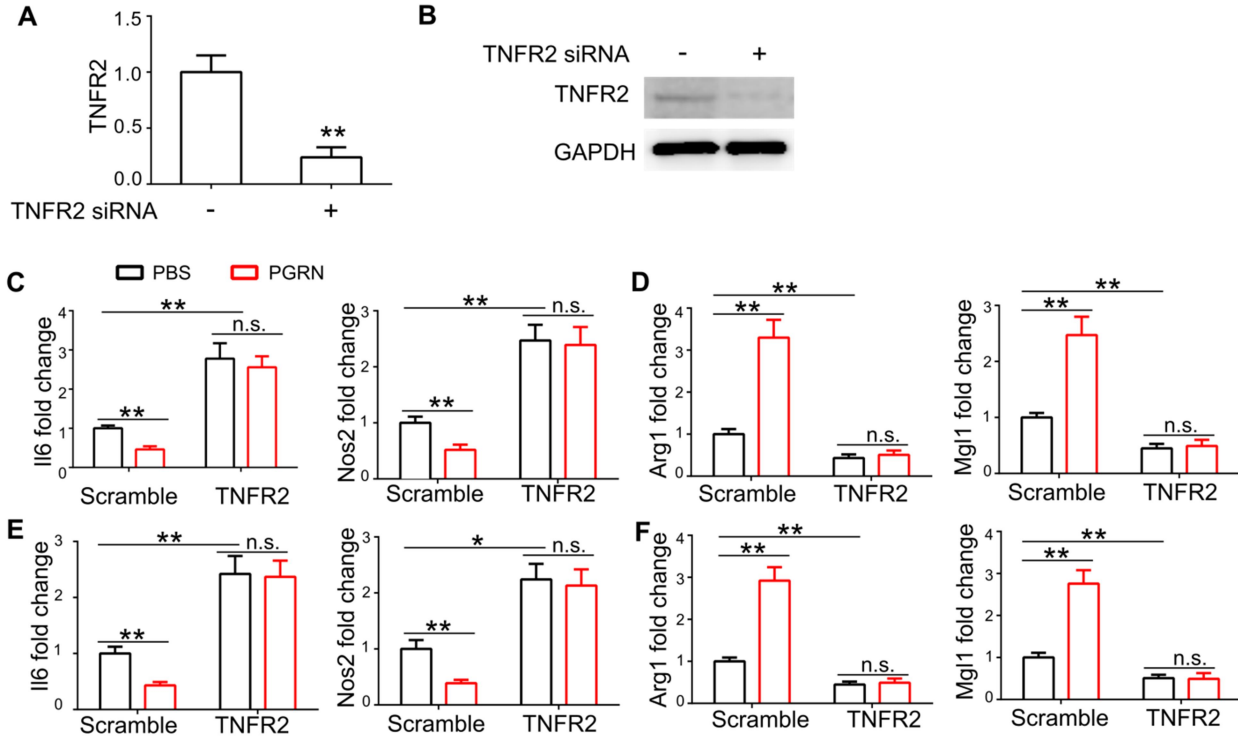 A
TNFR2
1.5
1.0
0.5
0.0
**
TNFR2 siRNA - +
B
TNFR2 siRNA - +
TNFR2
GAPDH
PBS PGRN
C
Il6 fold change
4
3
2
1
0
**
**
n.s.
Scramble TNFR2
Nos2 fold change
3
2
1
0
**
**
n.s.
Scramble TNFR2
D
Arg1 fold change
4
3
2
1
0
**
**
n.s.
Scramble TNFR2
Mgl1 fold change
3
2
1
0
**
**
n.s.
Scramble TNFR2
E
Il6 fold change
3
2
1
0
**
**
n.s.
Scramble TNFR2
Nos2 fold change
3
2
1
0
*
**
n.s.
Scramble TNFR2
F
Arg1 fold change
4
3
2
1
0
**
**
n.s.
Scramble TNFR2
Mgl1 fold change
4
3
2
1
0
**
**
n.s.
Scramble TNFR2